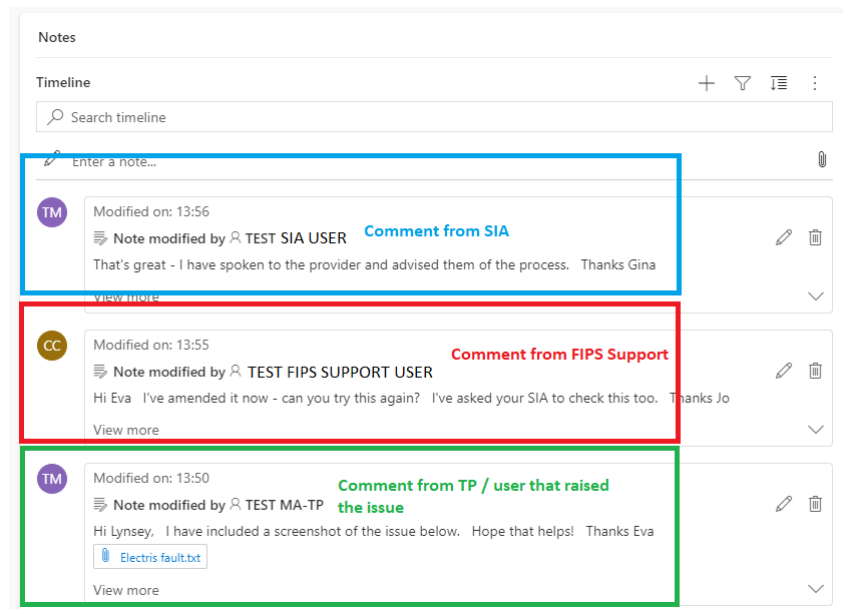 Notes
Timeline
Search timeline
Enter a note...
TM
Modified on: 13:56
Note modified by TEST SIA USER
Comment from SIA
That's great - I have spoken to the provider and advised them of the process. Thanks Gina
View more
CC
Modified on: 13:55
Comment from FIPS Support
Note modified by TEST FIPS SUPPORT USER
Hi Eva I've amended it now - can you try this again? I've asked your SIA to check this too. Thanks Jo
View more
TM
Modified on: 13:50
Comment from TP / user that raised
the issue
Note modified by TEST MA-TP
Hi Lynsey, I have included a screenshot of the issue below. Hope that helps! Thanks Eva
Electris fault.txt
View more